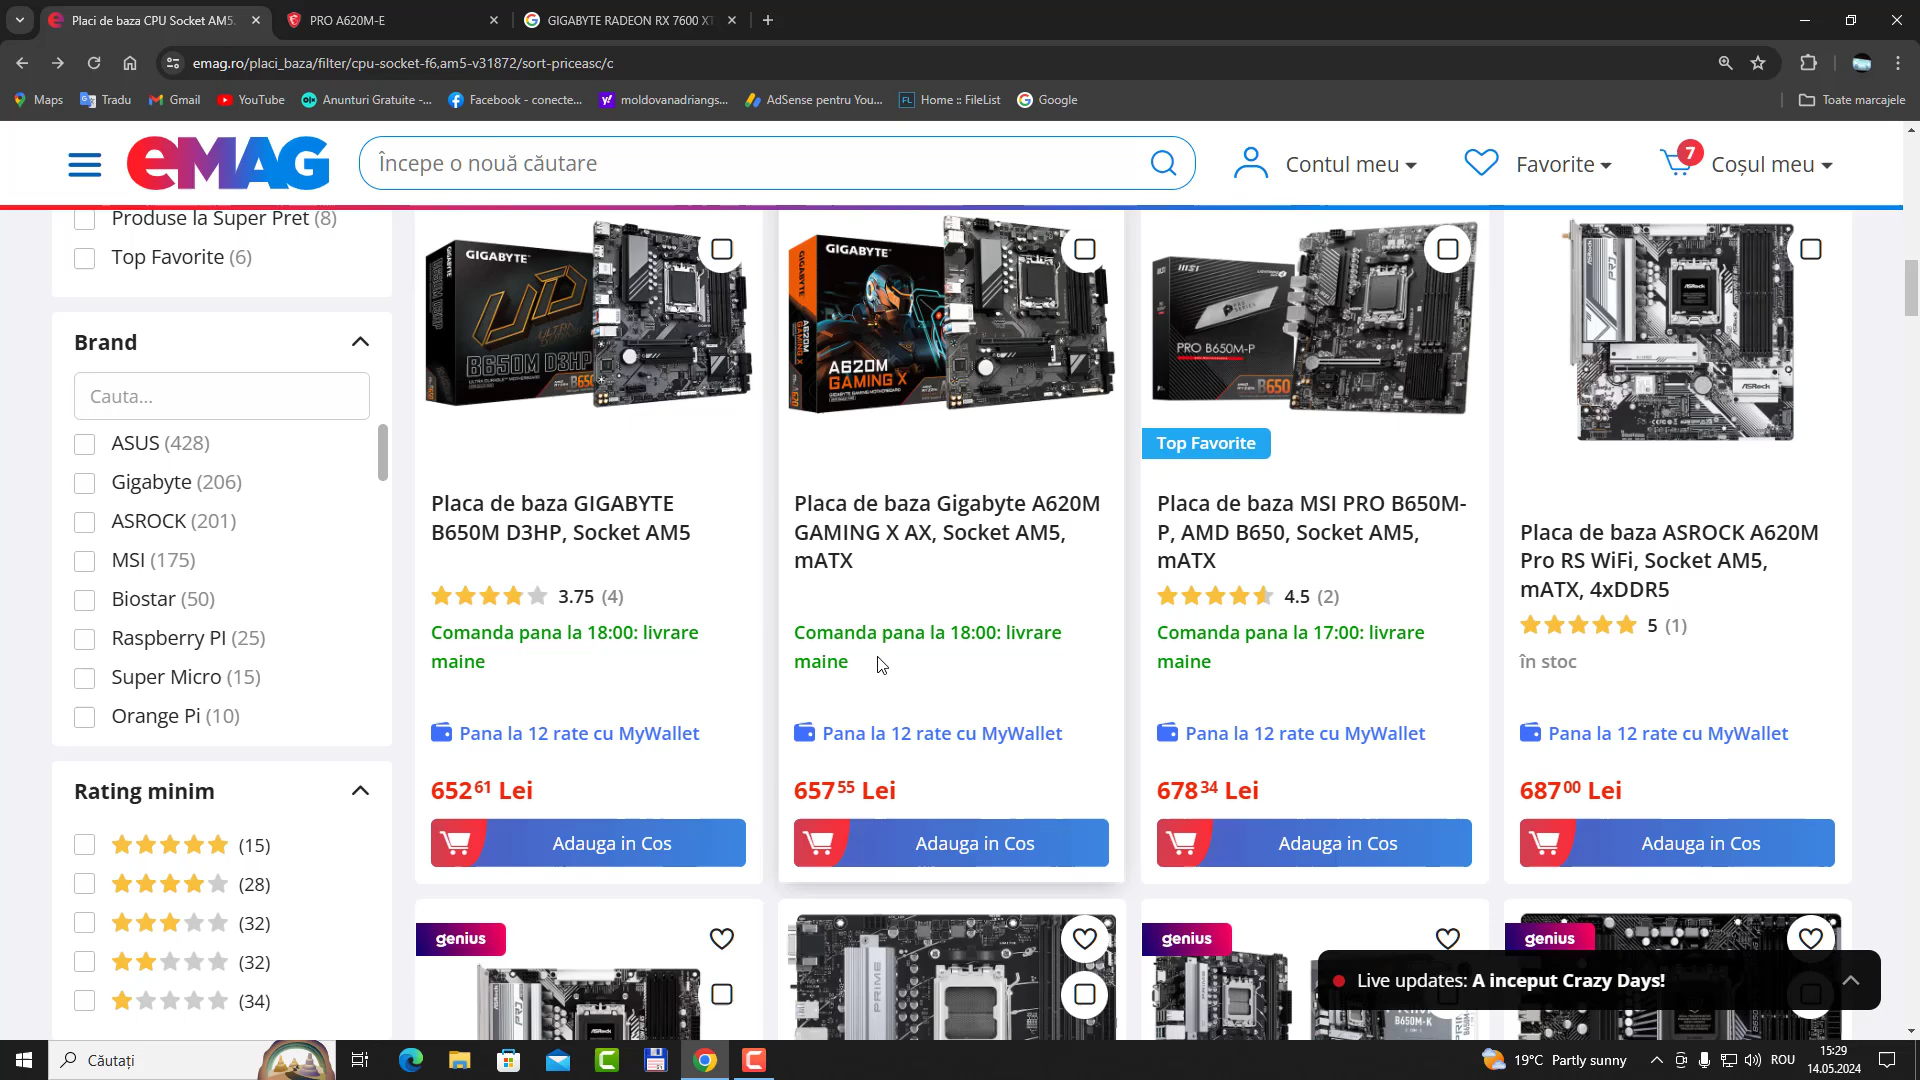 Placi de baza CPU Socket AM5
PRO A620M-E
GIGABYTE RADEON RX 7600 XT
emag.ro/placi_baza/filter/cpu-socket-f6,am5-v31872/sort-priceasc/c
Maps
Tradu
Gmail
YouTube
Anunturi Gratuite -...
Facebook - conecte...
moldovanadriangs...
AdSense pentru You...
FL
Home :: FileList
Google
Toate marcajele
eMAG
Începe o nouă căutare
Contul meu
Favorite
7
Coșul meu
Produse la Super Pret (8)
Top Favorite (6)
Brand
Cauta...
ASUS (428)
Gigabyte (206)
ASROCK (201)
MSI (175)
Biostar (50)
Raspberry PI (25)
Super Micro (15)
Orange Pi (10)
Rating minim
(15)
(28)
(32)
(32)
(34)
GIGABYTE
UD
B650M D3HP
Placa de baza GIGABYTE
B650M D3HP, Socket AM5
3.75 (4)
Comanda pana la 18:00: livrare
maine
Pana la 12 rate cu MyWallet
652 61 Lei
Adauga in Cos
GIGABYTE
A620M
GAMING X
Placa de baza Gigabyte A620M
GAMING X AX, Socket AM5,
mATX
Comanda pana la 18:00: livrare
maine
Pana la 12 rate cu MyWallet
657 55 Lei
Adauga in Cos
msi
PRO B650M-P
B650
Top Favorite
Placa de baza MSI PRO B650M-
P, AMD B650, Socket AM5,
mATX
4.5 (2)
Comanda pana la 17:00: livrare
maine
Pana la 12 rate cu MyWallet
678 34 Lei
Adauga in Cos
ASRock
Placa de baza ASROCK A620M
Pro RS WiFi, Socket AM5,
mATX, 4xDDR5
5 (1)
în stoc
Pana la 12 rate cu MyWallet
687 00 Lei
Adauga in Cos
genius
PRIME
genius
B650M-K
genius
Live updates: A inceput Crazy Days!
Căutați
19°C Partly sunny
ROU
15:29
14.05.2024